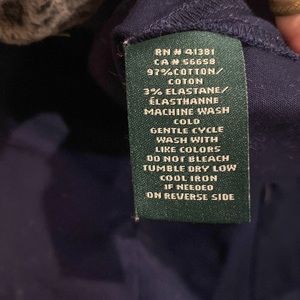 RN # 41381
CA # 56658
97% COTTON/
COTON
3% ELASTANE/
ÉLASTHANNE
MACHINE WASH
COLD
GENTLE CYCLE
WASH WITH
LIKE COLORS
DO NOT BLEACH
TUMBLE DRY LOW
COOL IRON
IF NEEDED
ON REVERSE SIDE